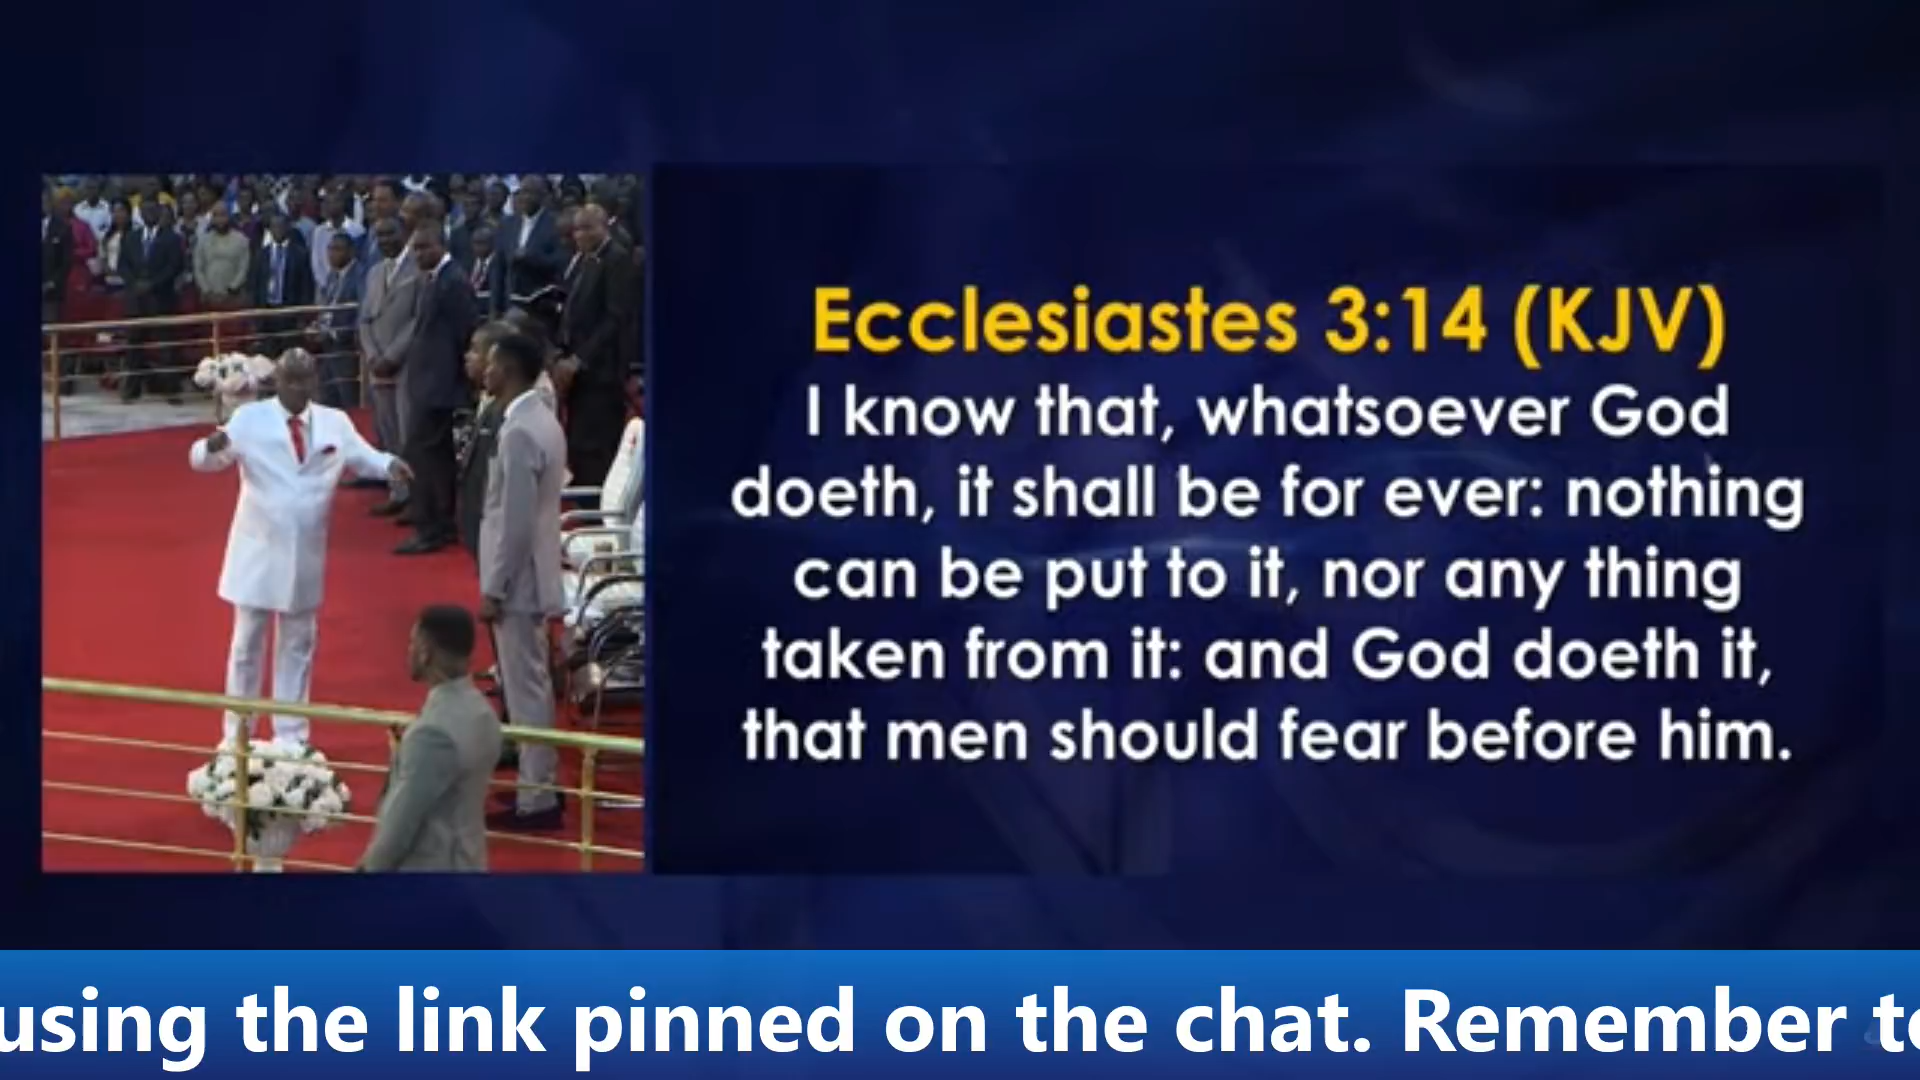 Ecclesiastes 3:14 (KJV)
I know that, whatsoever God
doeth, it shall be for ever: nothing
can be put to it, nor any thing
taken from it: and God doeth it,
that men should fear before him.
using the link pinned on the chat. Remember to